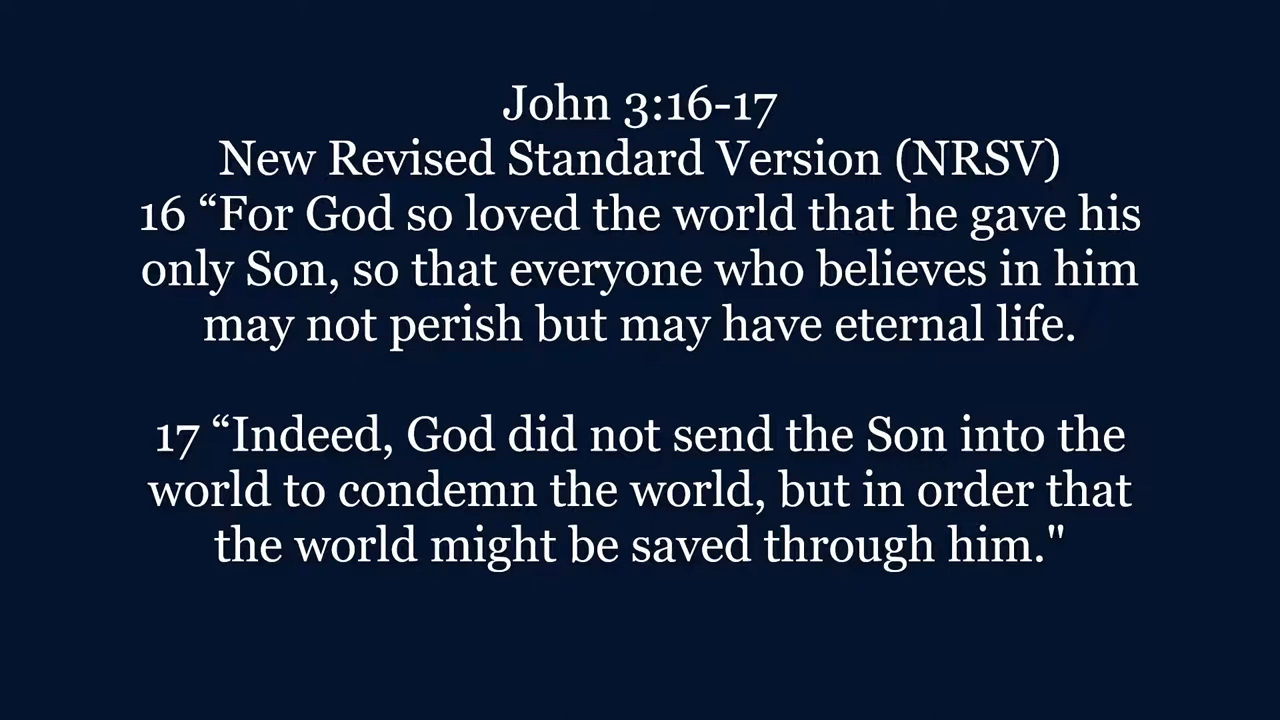 John 3:16-17
New Revised Standard Version (NRSV)
16 “For God so loved the world that he gave his
only Son, so that everyone who believes in him
may not perish but may have eternal life.
17 “Indeed, God did not send the Son into the
world to condemn the world, but in order that
the world might be saved through him."